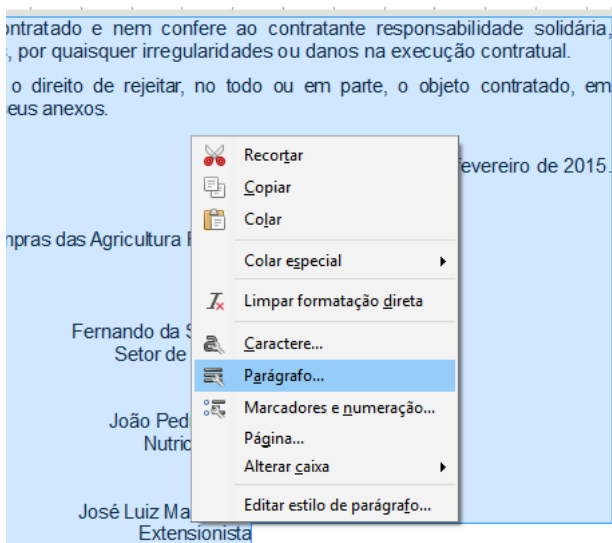 contratado e nem confere ao contratante responsabilidade solidária,
, por quaisquer irregularidades ou danos na execução contratual.
o direito de rejeitar, no todo ou em parte, o objeto contratado, em
seus anexos.
fevereiro de 2015.
mpras das Agricultura
Fernando da
Setor de
João Ped
Nutric
José Luiz Ma
Extensionista
Recortar
Copiar
Colar
Colar especial
Limpar formatação direta
Caractere...
Parágrafo...
Marcadores e numeração...
Página...
Alterar caixa
Editar estilo de parágrafo...